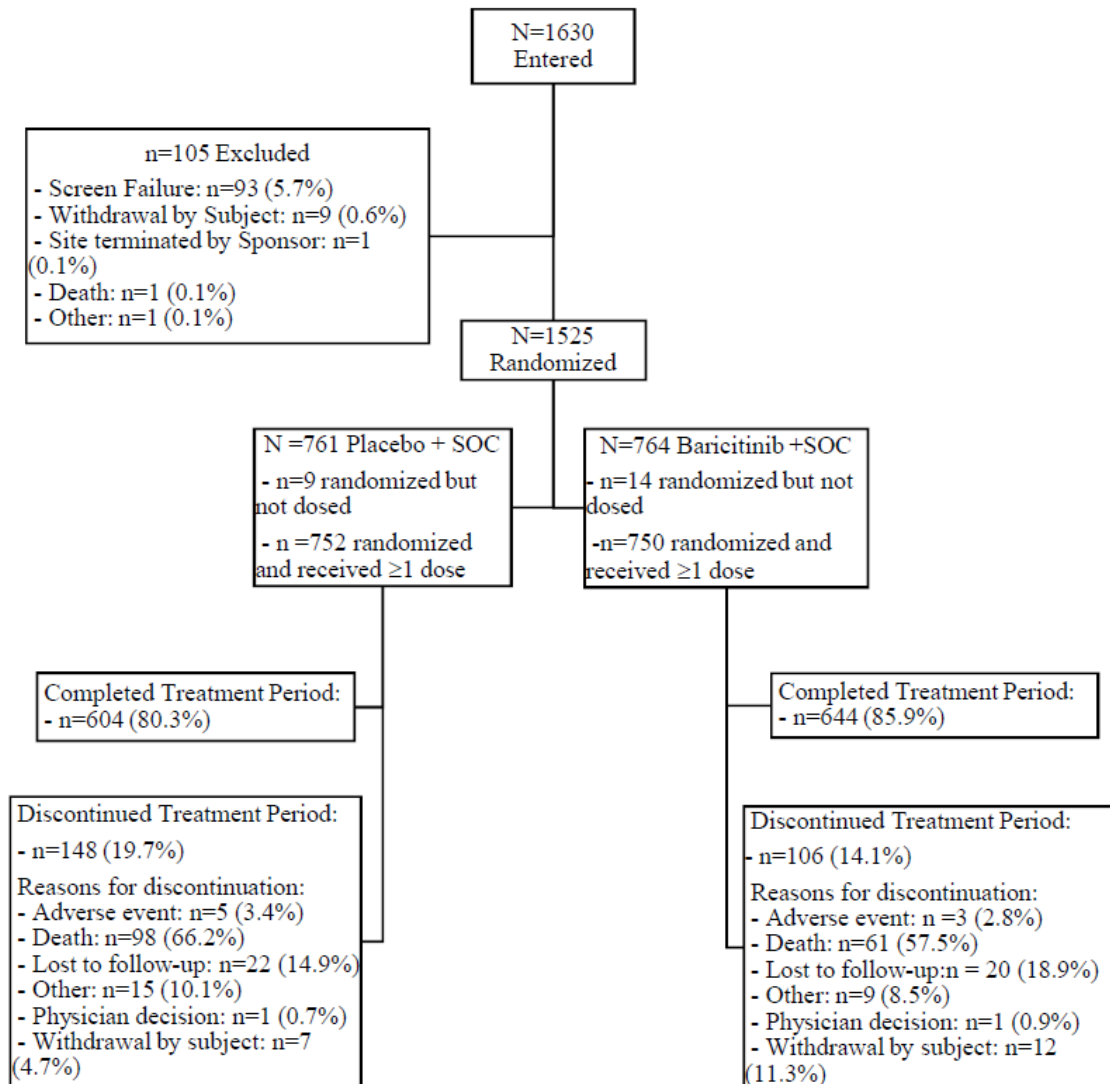 N=1630
Entered
n=105 Excluded
- Screen Failure: n=93 (5.7%)
- Withdrawal by Subject: n=9 (0.6%)
- Site terminated by Sponsor: n=1
(0.1%)
- Death: n=1 (0.1%)
- Other: n=1 (0.1%)
N=1525
Randomized
N =761 Placebo + SOC
- n=9 randomized but
not dosed
- n =752 randomized
and received ≥1 dose
N=764 Baricitinib +SOC
- n=14 randomized but not
dosed
-n=750 randomized and
received ≥1 dose
Completed Treatment Period:
- n=604 (80.3%)
Completed Treatment Period:
- n=644 (85.9%)
Discontinued Treatment Period:
- n=148 (19.7%)
Reasons for discontinuation:
- Adverse event: n=5 (3.4%)
- Death: n=98 (66.2%)
- Lost to follow-up: n=22 (14.9%)
- Other: n=15 (10.1%)
- Physician decision: n=1 (0.7%)
- Withdrawal by subject: n=7
(4.7%)
Discontinued Treatment Period:
- n=106 (14.1%)
Reasons for discontinuation:
- Adverse event: n =3 (2.8%)
- Death: n=61 (57.5%)
- Lost to follow-up:n = 20 (18.9%)
- Other: n=9 (8.5%)
- Physician decision: n=1 (0.9%)
- Withdrawal by subject: n=12
(11.3%)